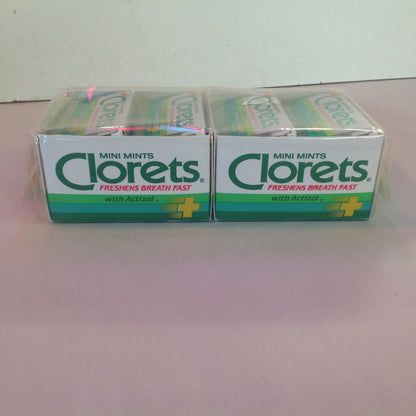 MINI MINTS
Clorets®
FRESHENS BREATH FAST
with Actizol®
MINI MINTS
Clorets®
FRESHENS BREATH FAST
with Actizol®